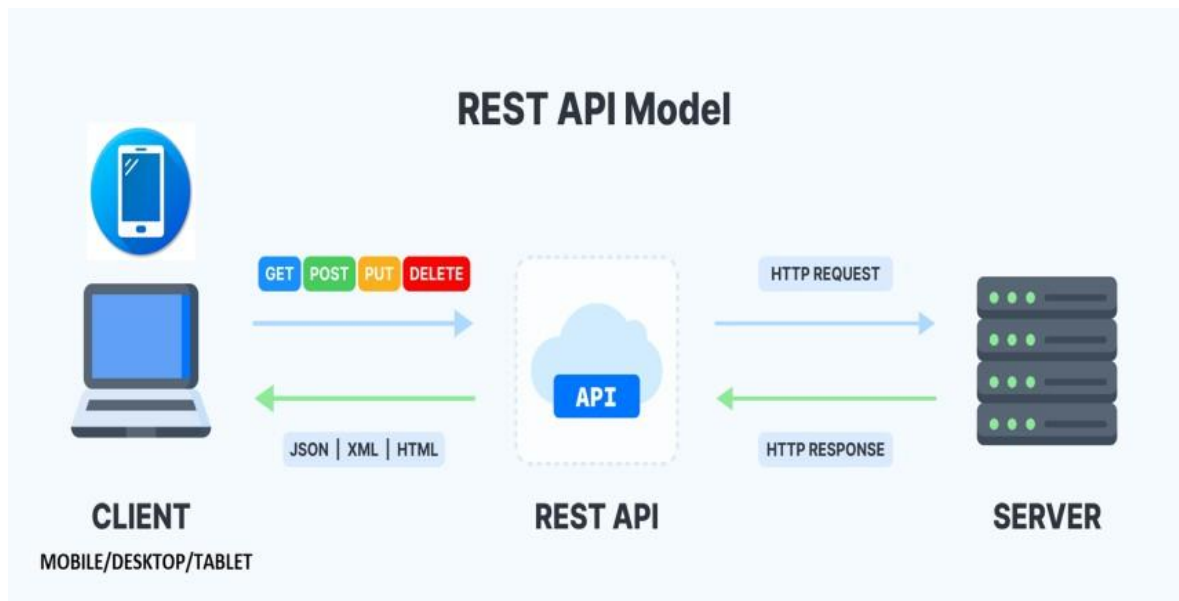 REST API Model
GET POST PUT DELETE
HTTP REQUEST
API
JSON | XML | HTML
HTTP RESPONSE
CLIENT
REST API
SERVER
MOBILE/DESKTOP/TABLET